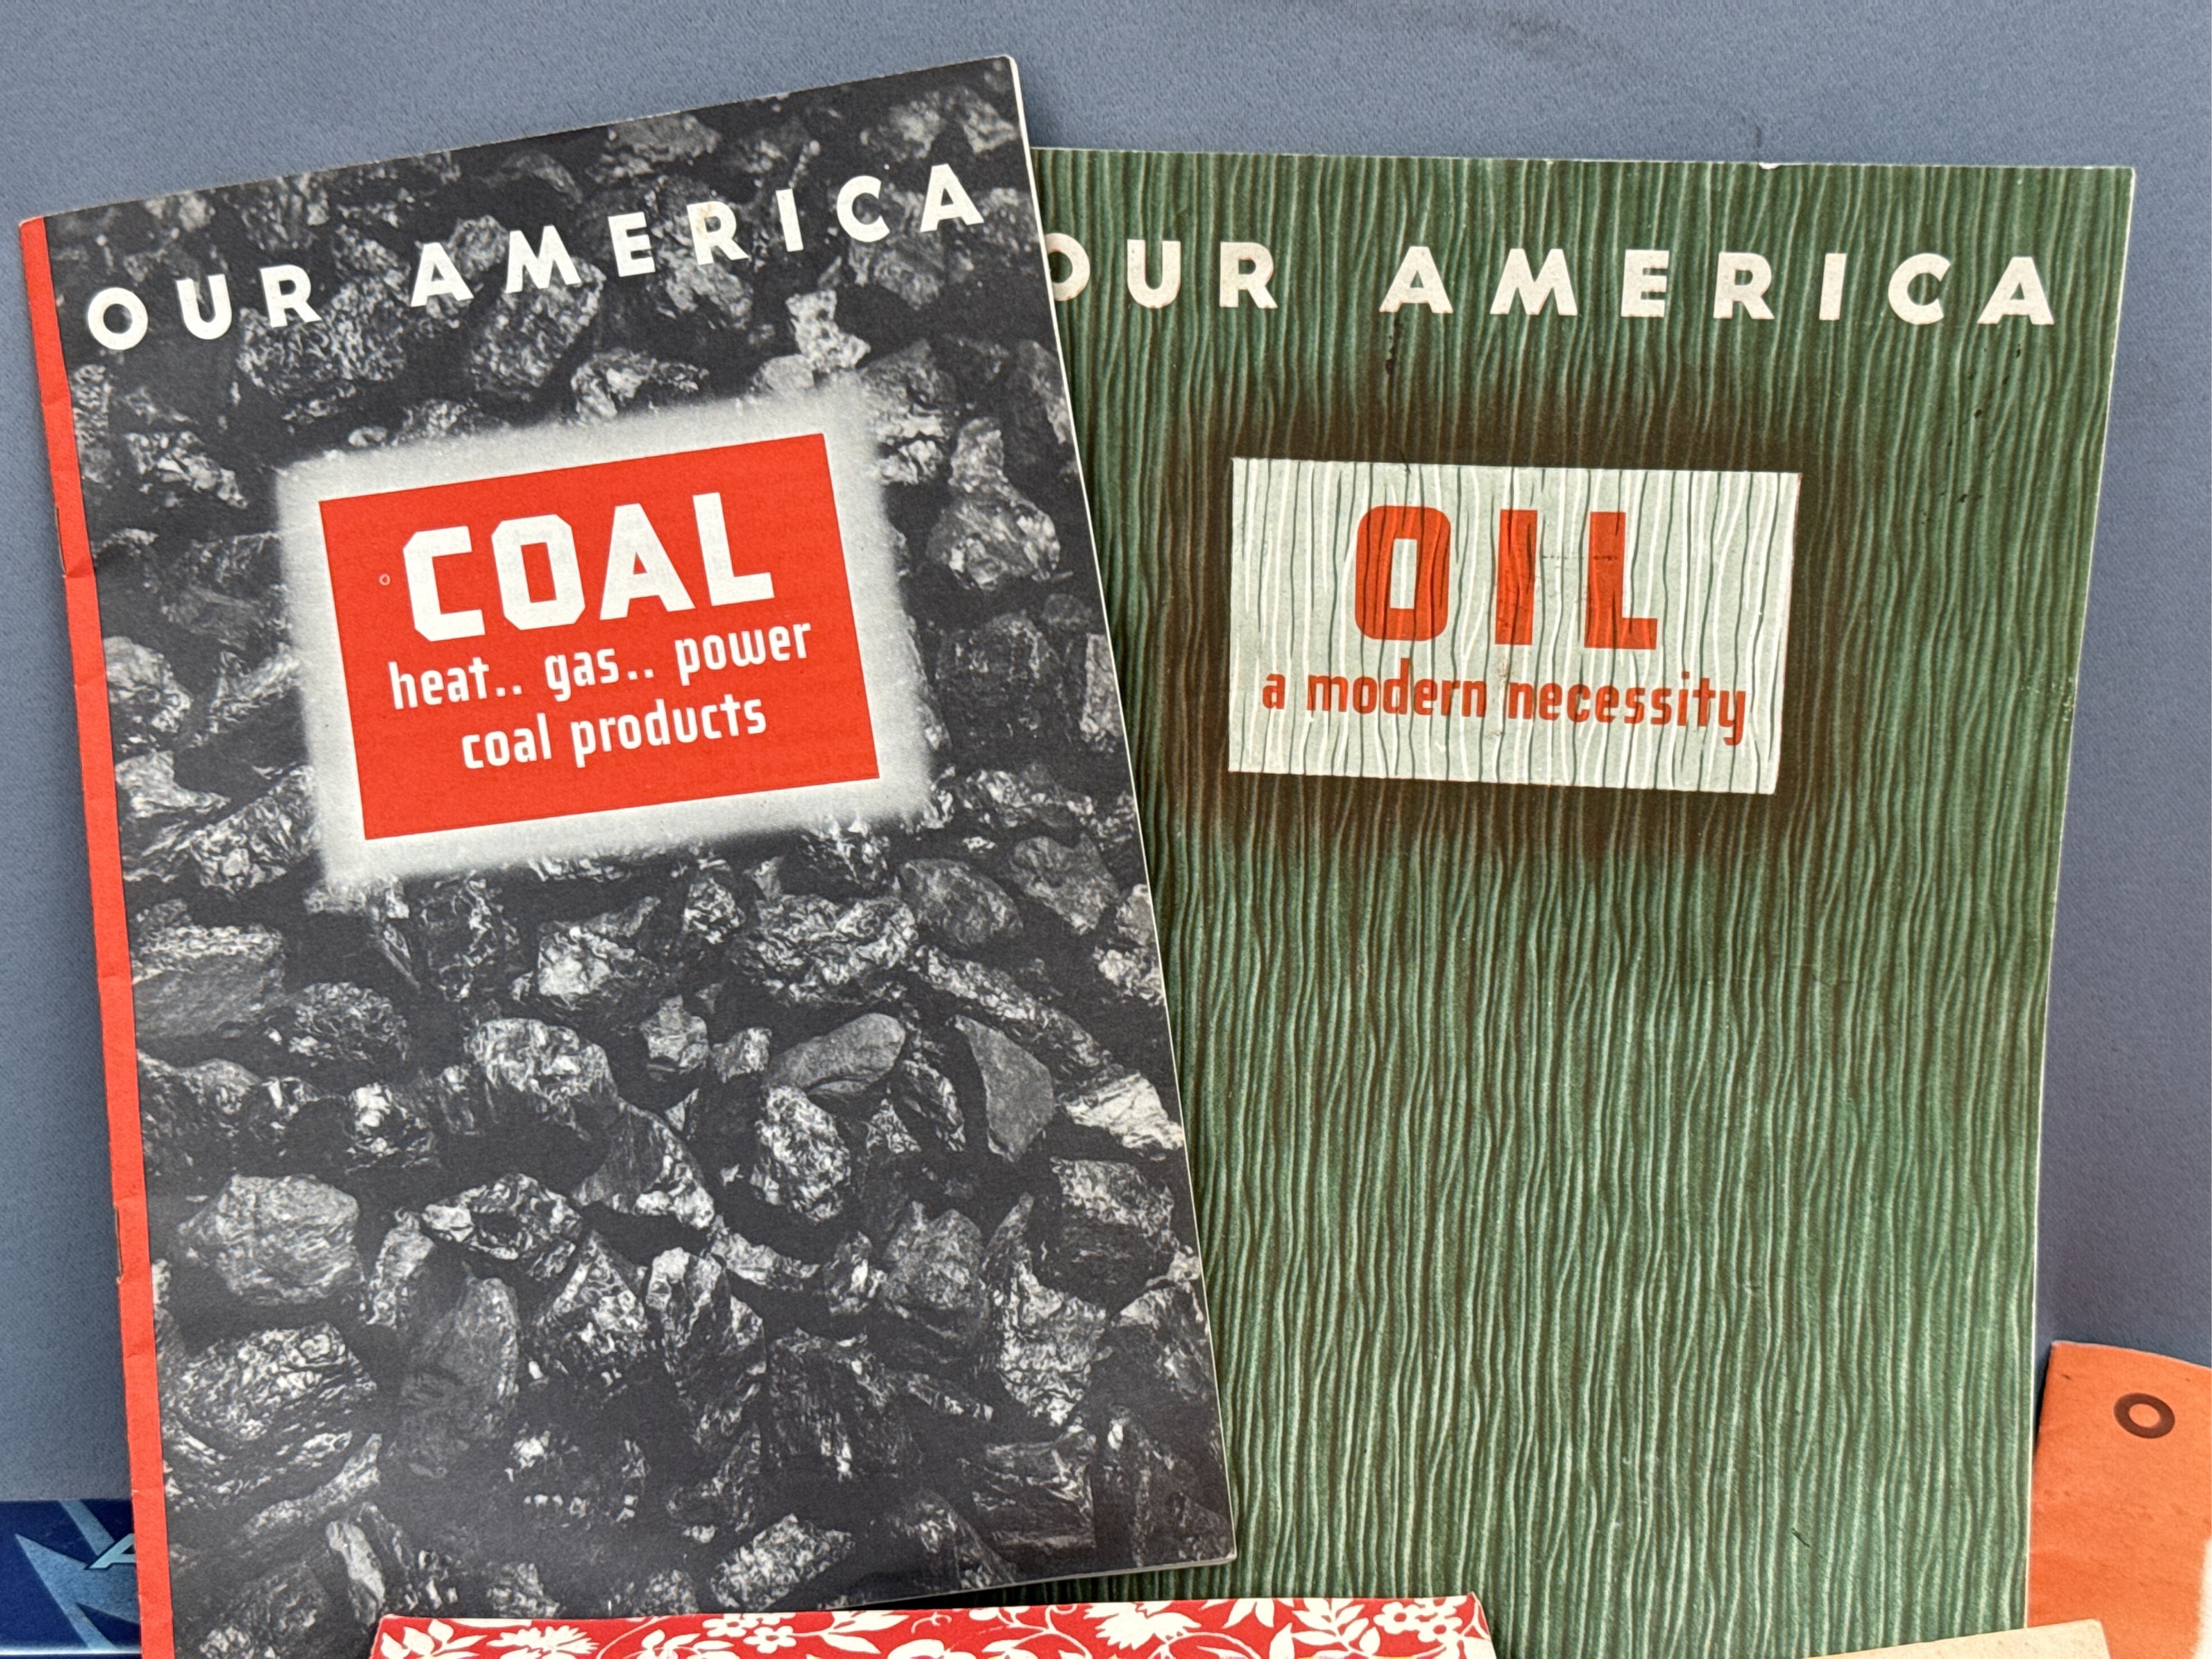 OUR AMERICA
COAL
heat.. gas.. power
coal products
OUR AMERICA
OIL
a modern necessity